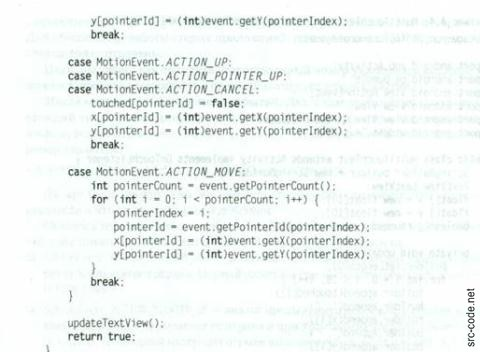 y[pointerId] = (int)event.getY(pointerIndex);
break;
case MotionEvent.ACTION_UP:
case MotionEvent.ACTION_POINTER_UP:
case MotionEvent.ACTION_CANCEL:
touched[pointerId] = false;
x[pointerId] = (int)event.getX(pointerIndex);
y[pointerId] = (int)event.getY(pointerIndex);
break;
case MotionEvent.ACTION_MOVE:
int pointerCount = event.getPointerCount();
for (int i = 0; i < pointerCount; i++) {
pointerIndex = i;
pointerId = event.getPointerId(pointerIndex);
x[pointerId] = (int)event.getX(pointerIndex);
y[pointerId] = (int)event.getY(pointerIndex);
}
break;
}
updateTextView();
return true;
}
src-code.net